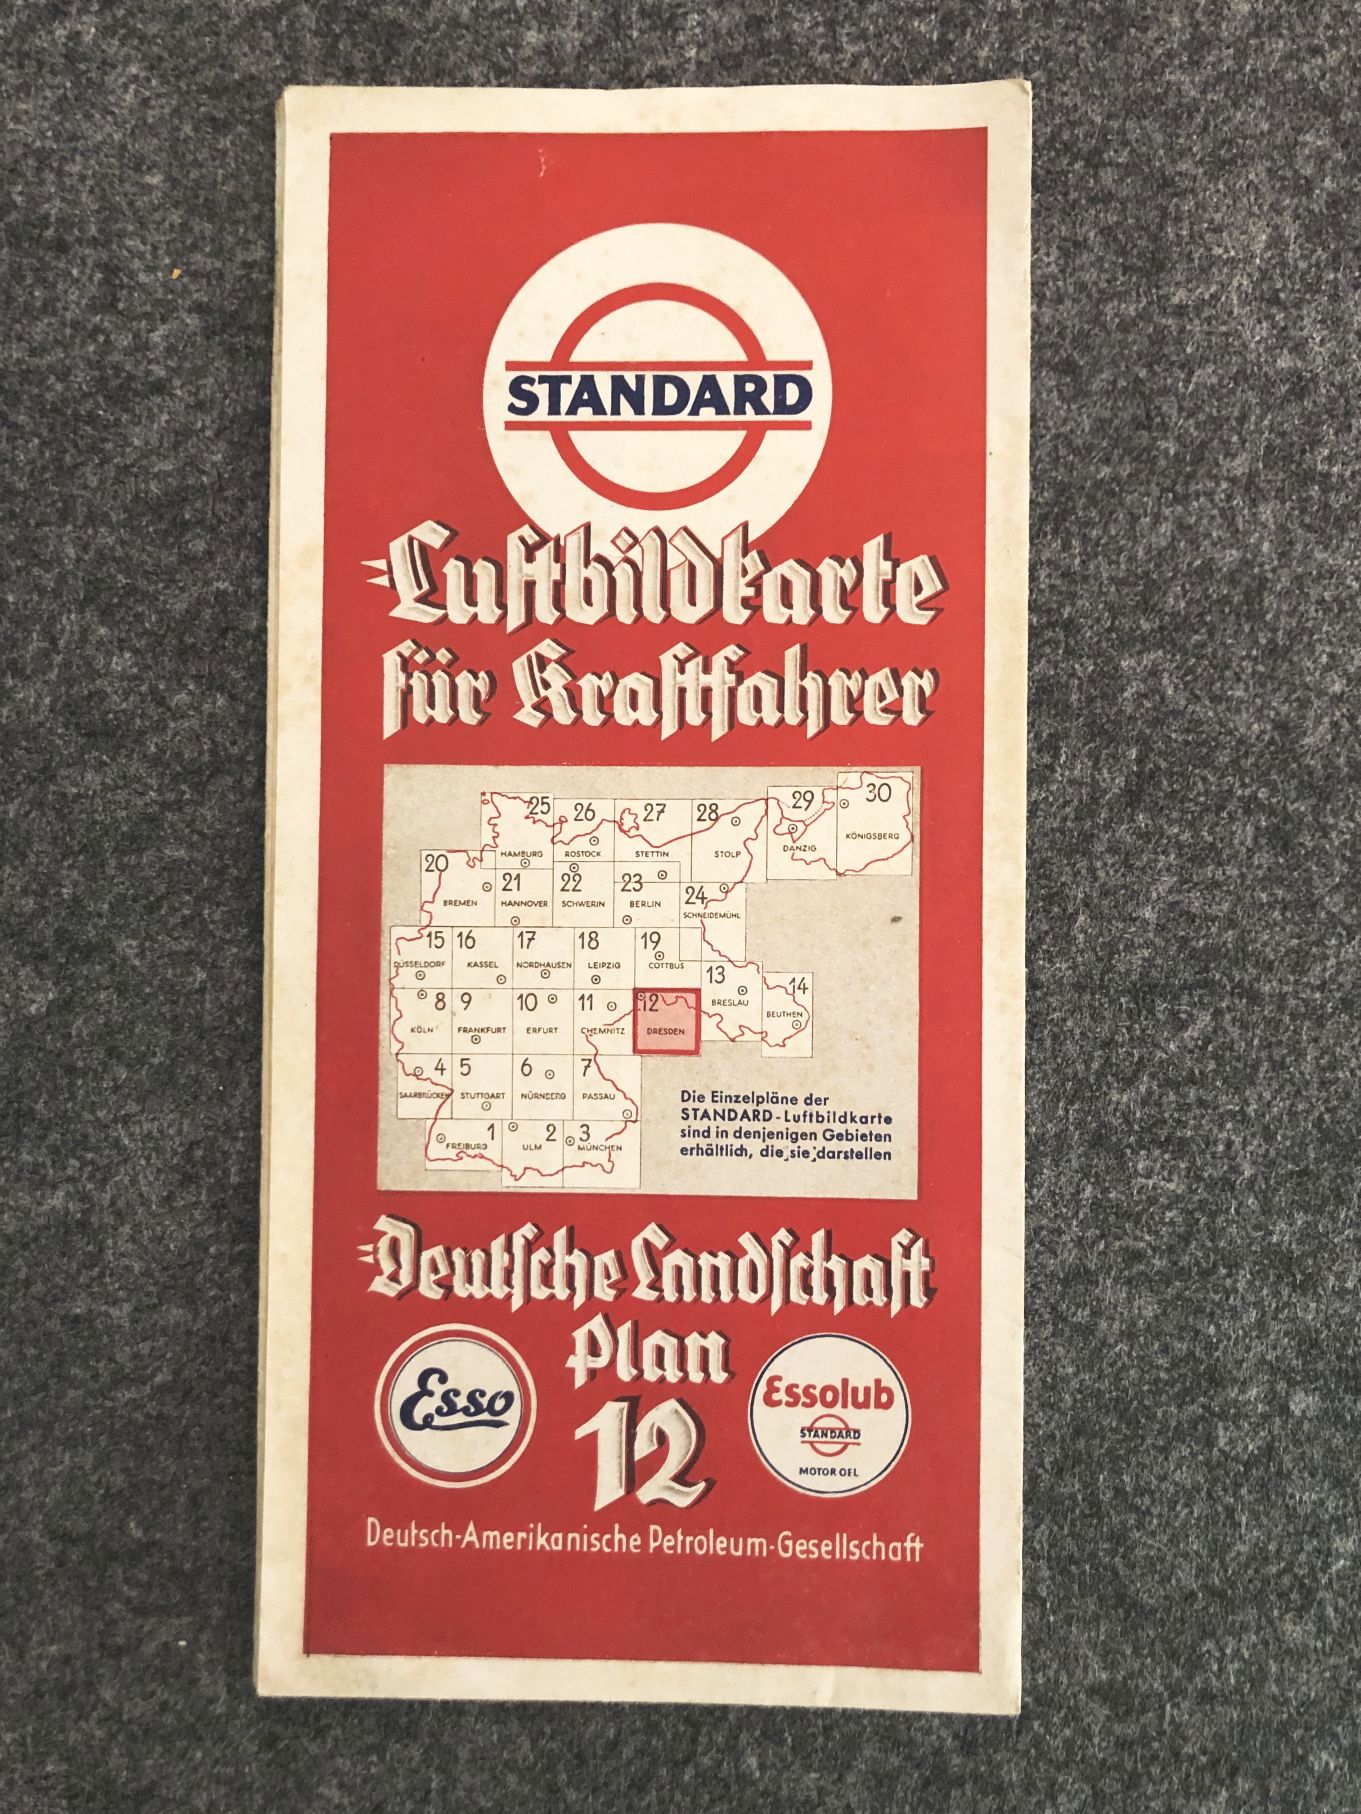 STANDARD
Luftbildkarte
für Kraftfahrer
25 26 27 28 29 30
HAMBURG ROSTOCK STETTIN STOLP DANZIG KÖNIGSBERG
20 21 22 23 24
BREMEN HANNOVER SCHWERIN BERLIN SCHNEIDEMÜHL
15 16 17 18 19
DÜSSELDORF KASSEL NORDHAUSEN LEIPZIG COTTBUS
13 14
BRESLAU BEUTHEN
8 9 10 11 12
KÖLN FRANKFURT ERFURT CHEMNITZ DRESDEN
4 5 6 7
SAARBRÜCKEN STUTTGART NÜRNBERG PASSAU
1 2 3
FREIBURG ULM MÜNCHEN
Die Einzelpläne der
STANDARD-Luftbildkarte
sind in denjenigen Gebieten
erhältlich, die sie darstellen
Deutsche Landschaft
Plan
12
Esso
Essolub
STANDARD
MOTOR OEL
Deutsch-Amerikanische Petroleum-Gesellschaft